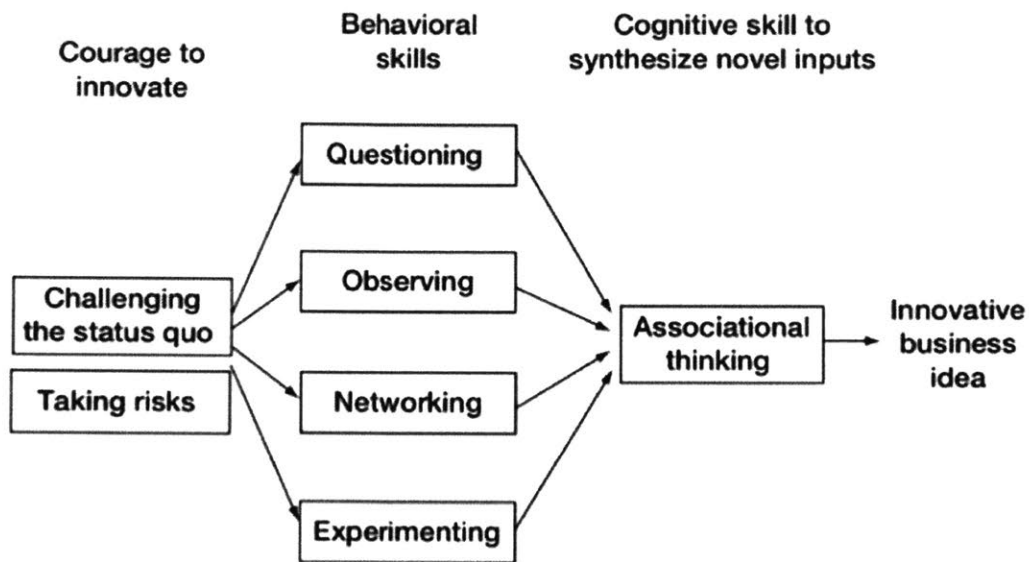 Courage to
innovate
Behavioral
skills
Cognitive skill to
synthesize novel inputs
Challenging
the status quo
Taking risks
Questioning
Observing
Networking
Experimenting
Associational
thinking
Innovative
business
idea